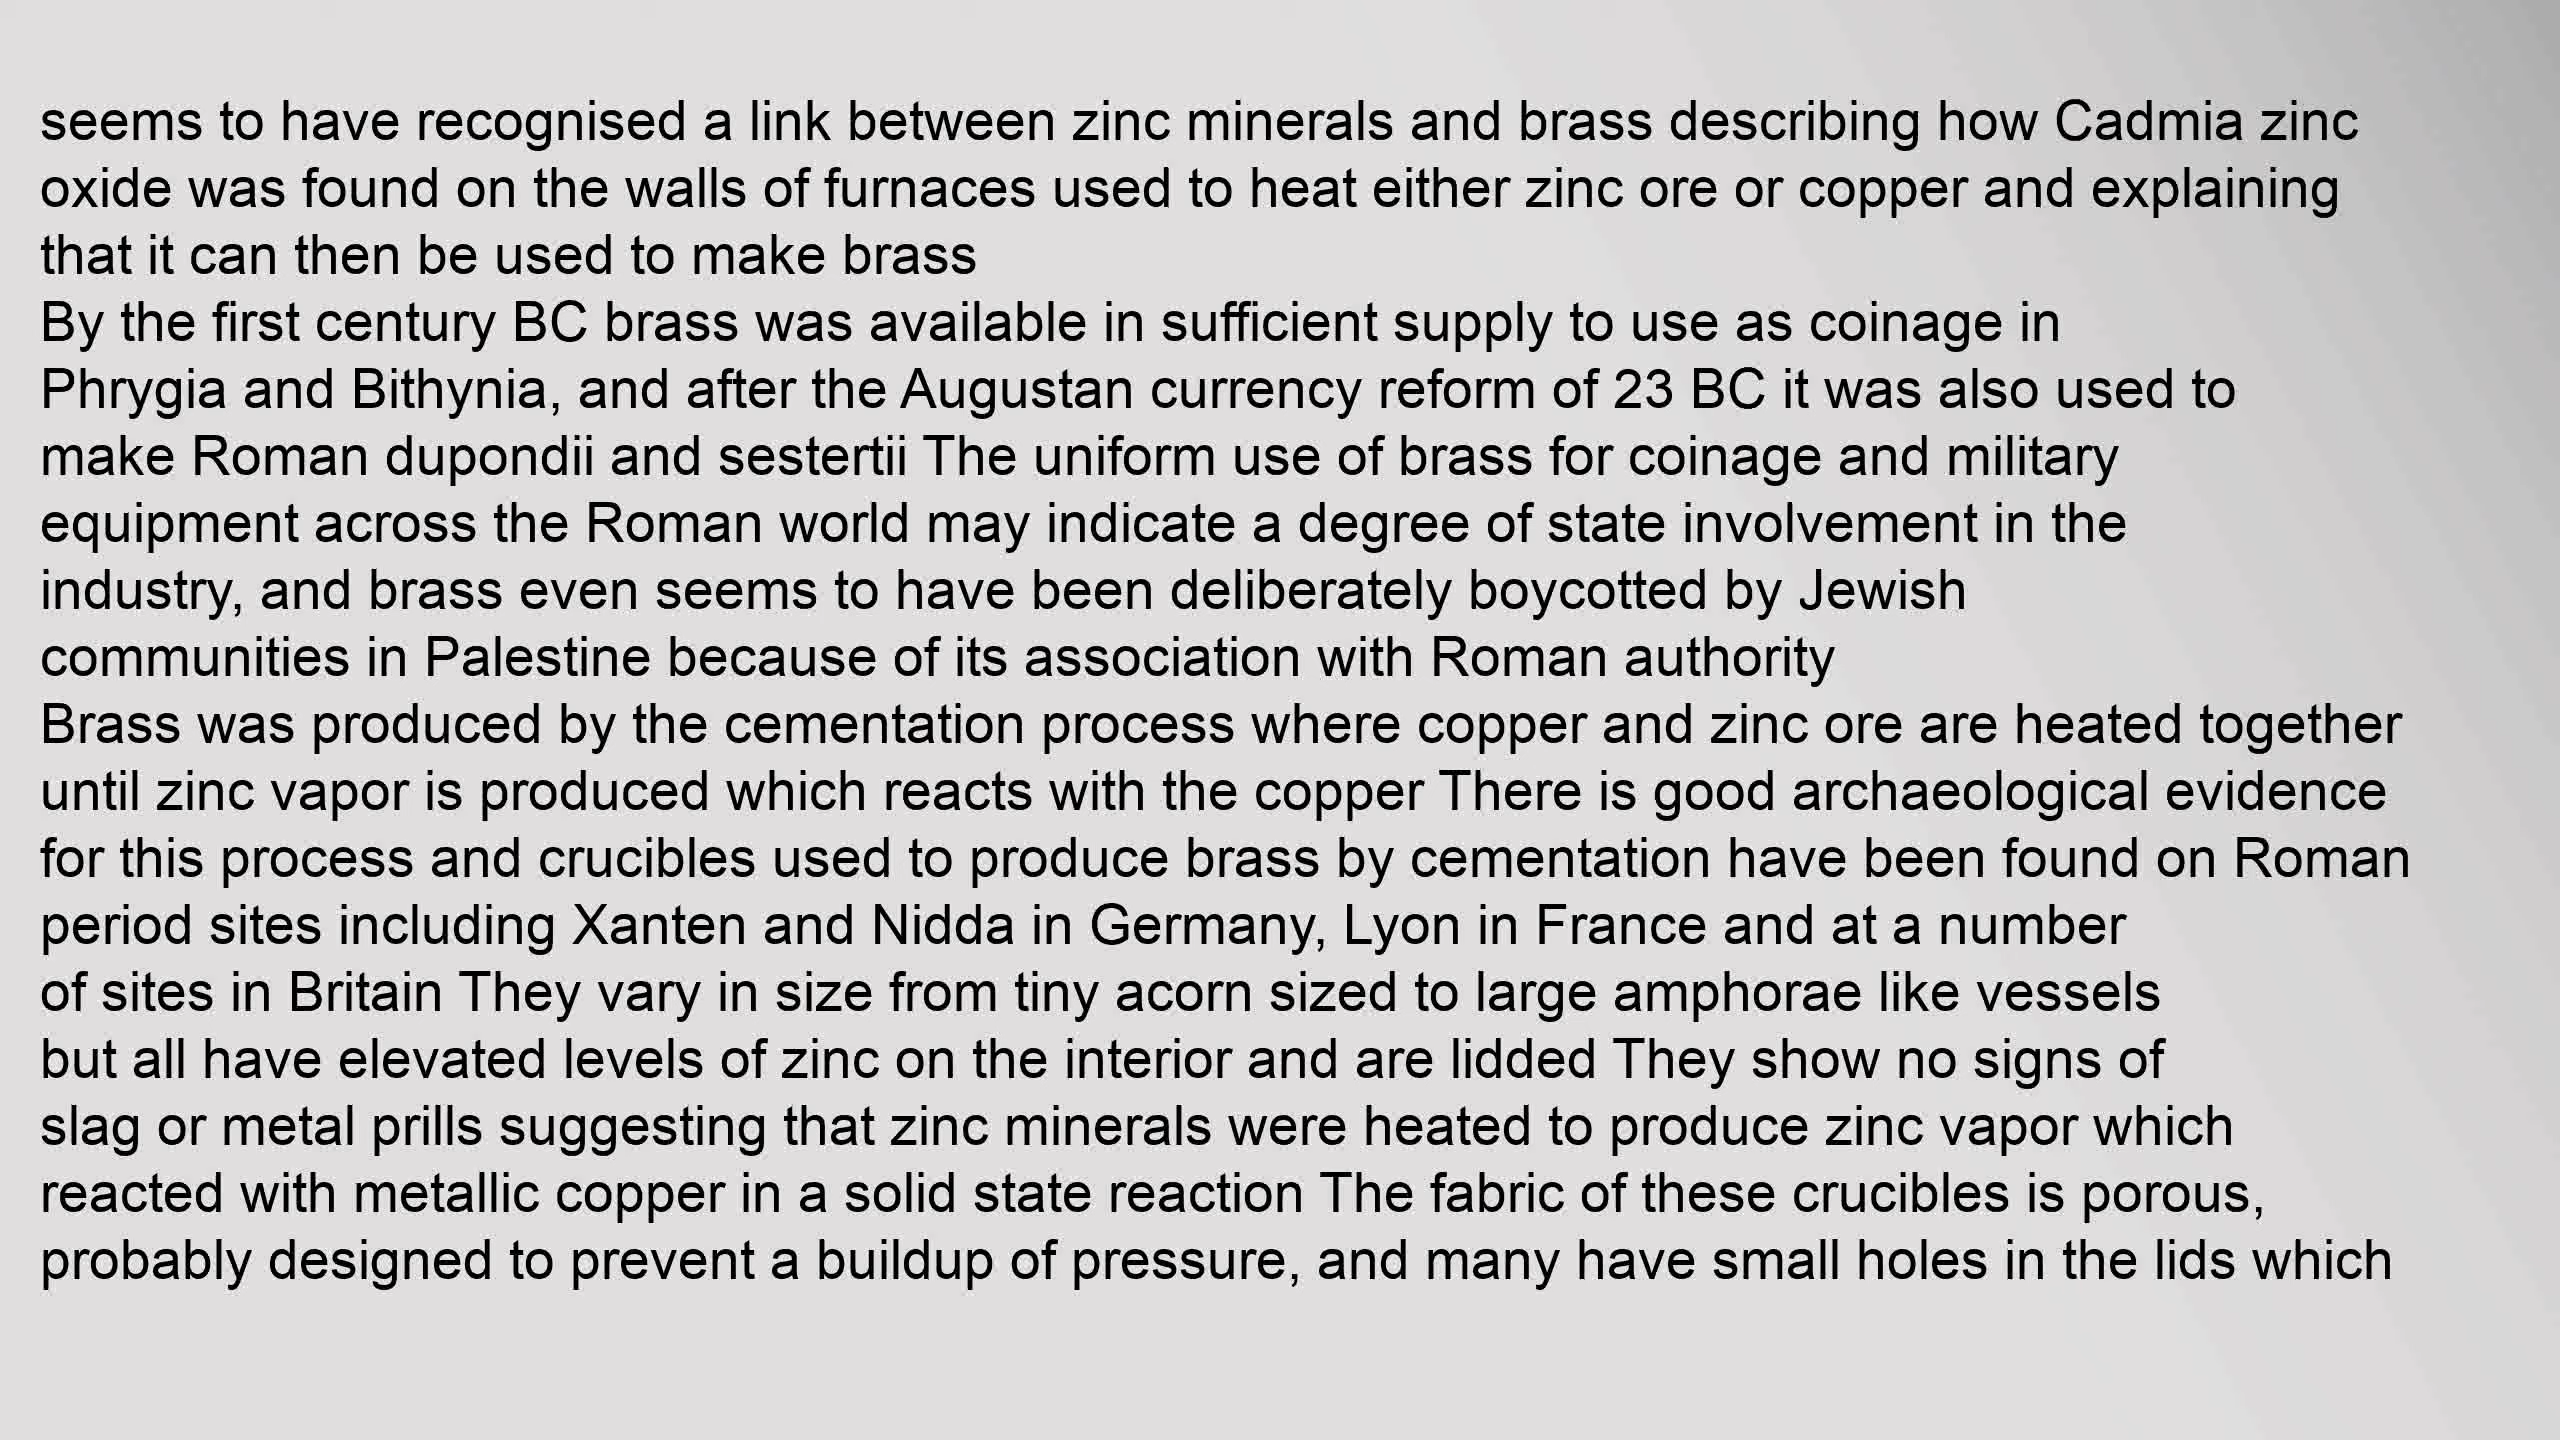 seems to have recognised a link between zinc minerals and brass describing how Cadmia zinc
oxide was found on the walls of furnaces used to heat either zinc ore or copper and explaining
that it can then be used to make brass
By the first century BC brass was available in sufficient supply to use as coinage in
Phrygia and Bithynia, and after the Augustan currency reform of 23 BC it was also used to
make Roman dupondii and sestertii The uniform use of brass for coinage and military
equipment across the Roman world may indicate a degree of state involvement in the
industry, and brass even seems to have been deliberately boycotted by Jewish
communities in Palestine because of its association with Roman authority
Brass was produced by the cementation process where copper and zinc ore are heated together
until zinc vapor is produced which reacts with the copper There is good archaeological evidence
for this process and crucibles used to produce brass by cementation have been found on Roman
period sites including Xanten and Nidda in Germany, Lyon in France and at a number
of sites in Britain They vary in size from tiny acorn sized to large amphorae like vessels
but all have elevated levels of zinc on the interior and are lidded They show no signs of
slag or metal prills suggesting that zinc minerals were heated to produce zinc vapor which
reacted with metallic copper in a solid state reaction The fabric of these crucibles is porous,
probably designed to prevent a buildup of pressure, and many have small holes in the lids which